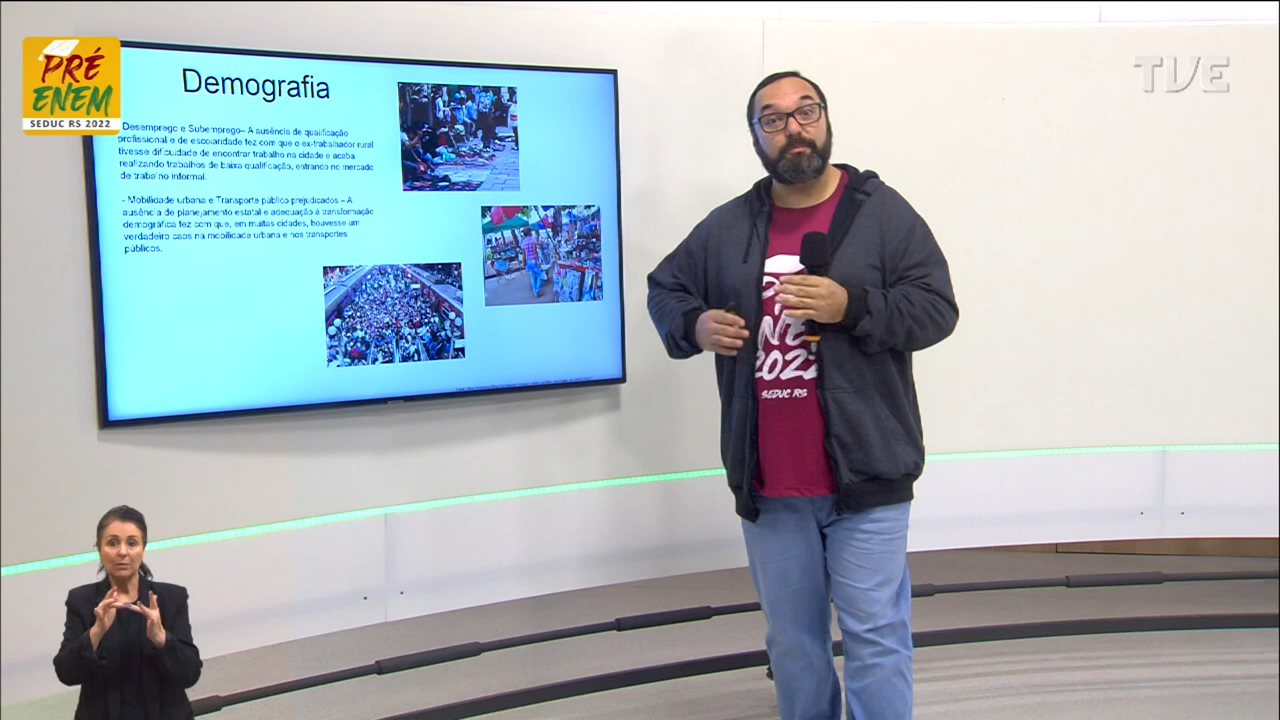 PRÉ
ENEM
SEDUC RS 2022
TVE
Demografia
Desemprego e Subemprego– A ausência de qualificação
profissional e de escolaridade fez com que o ex-trabalhador rural
tivesse dificuldade de encontrar trabalho na cidade e acaba
realizando trabalhos de baixa qualificação, entrando no mercado
de trabalho informal.
- Mobilidade urbana e Transporte público prejudicados – A
ausência de planejamento estatal e adequação à transformação
demográfica fez com que, em muitas cidades, houvesse um
verdadeiro caos na mobilidade urbana e nos transportes
públicos.
2022
SEDUC RS